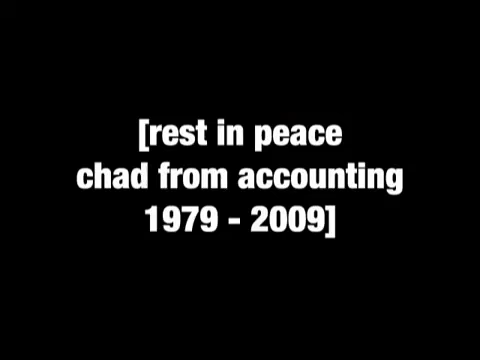 [rest in peace
chad from accounting
1979 - 2009]